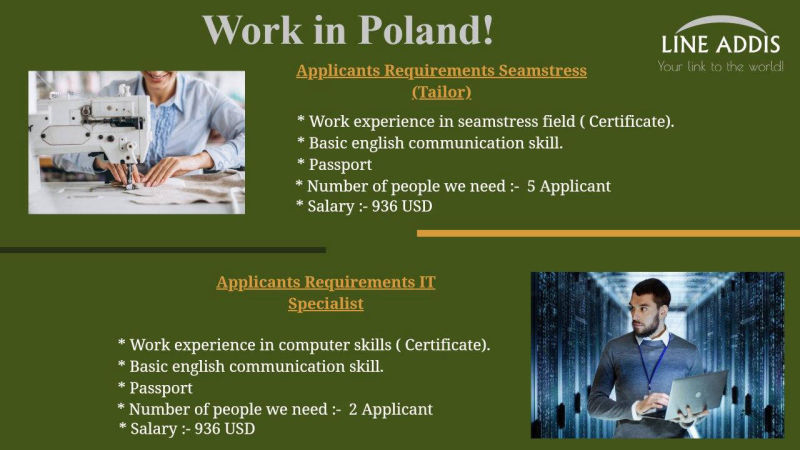 Work in Poland!
LINE ADDIS
Your link to the world!
Applicants Requirements Seamstress
(Tailor)
* Work experience in seamstress field ( Certificate).
* Basic english communication skill.
* Passport
* Number of people we need :-  5 Applicant
* Salary :- 936 USD
Applicants Requirements IT
Specialist
* Work experience in computer skills ( Certificate).
* Basic english communication skill.
* Passport
* Number of people we need :-  2 Applicant
* Salary :- 936 USD